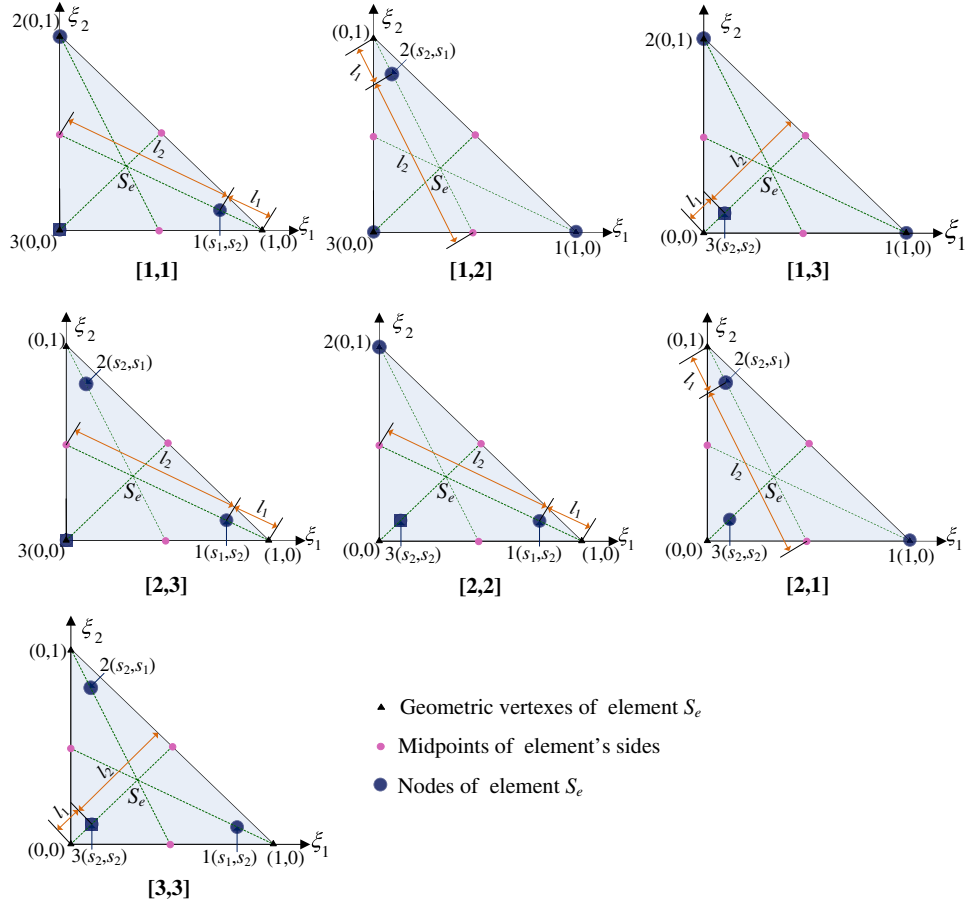 2(0,1)
ξ2
l2
Se
l1
3(0,0)
1(s1,s2)
(1,0)
ξ1
[1,1]
ξ2
(0,1)
2(s2,s1)
l1
l2
Se
3(0,0)
1(1,0)
ξ1
[1,2]
ξ2
2(0,1)
l2
Se
l1
(0,0)
3(s2,s2)
1(1,0)
ξ1
[1,3]
ξ2
(0,1)
2(s2,s1)
l2
Se
l1
3(0,0)
1(s1,s2)
(1,0)
ξ1
[2,3]
ξ2
2(0,1)
l2
Se
l1
(0,0)
3(s2,s2)
1(s1,s2)
(1,0)
ξ1
[2,2]
ξ2
(0,1)
2(s2,s1)
l1
l2
Se
(0,0)
3(s2,s2)
1(1,0)
ξ1
[2,1]
ξ2
(0,1)
2(s2,s1)
l2
Se
l1
(0,0)
3(s2,s2)
1(s1,s2)
(1,0)
ξ1
[3,3]
Geometric vertexes of element Se
Midpoints of element's sides
Nodes of element Se